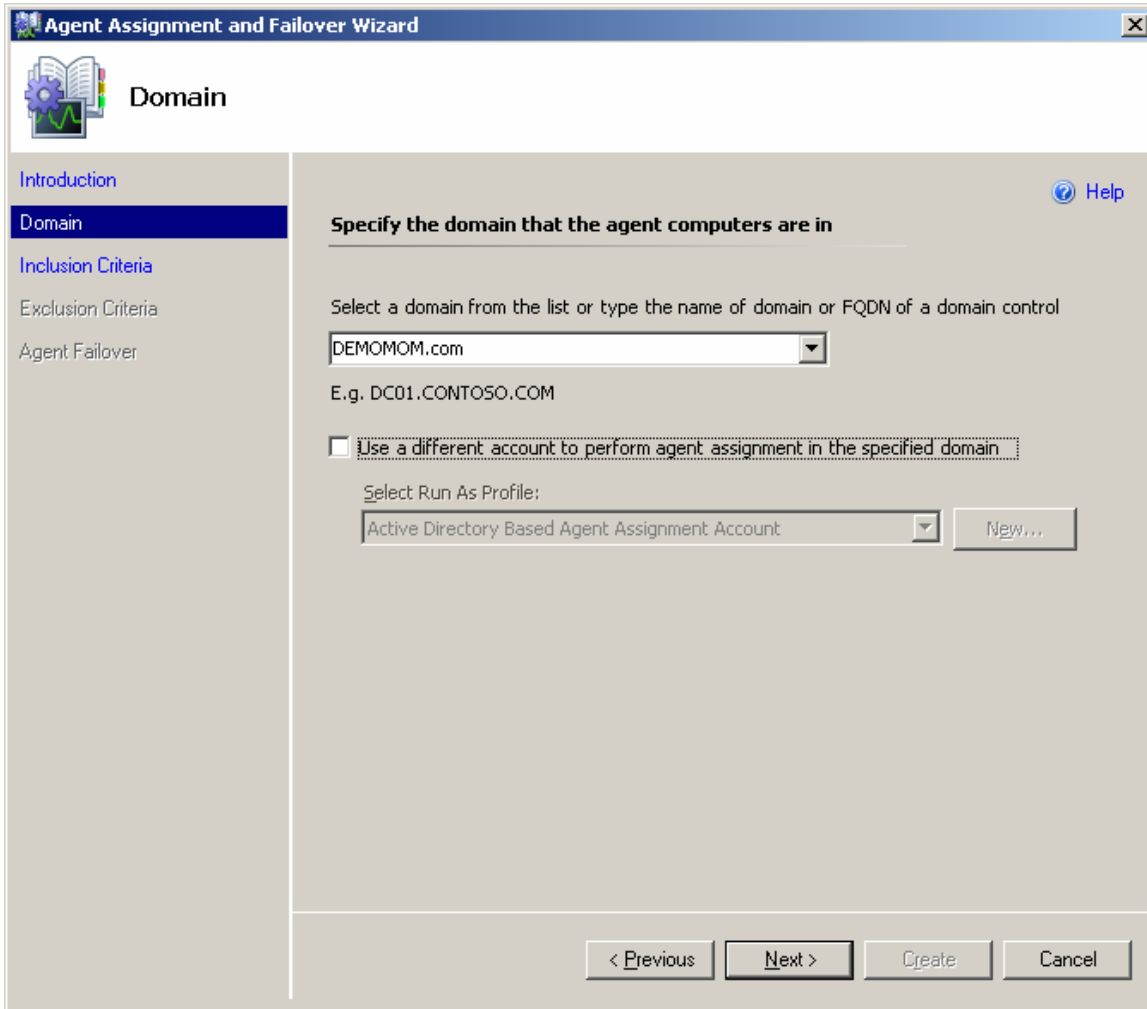 Agent Assignment and Failover Wizard
Domain
Introduction
Domain
Inclusion Criteria
Exclusion Criteria
Agent Failover
Help
Specify the domain that the agent computers are in
Select a domain from the list or type the name of domain or FQDN of a domain control
DEMOMOM.com
E.g. DC01.CONTOSO.COM
Use a different account to perform agent assignment in the specified domain
Select Run As Profile:
Active Directory Based Agent Assignment Account
New...
< Previous
Next >
Create
Cancel